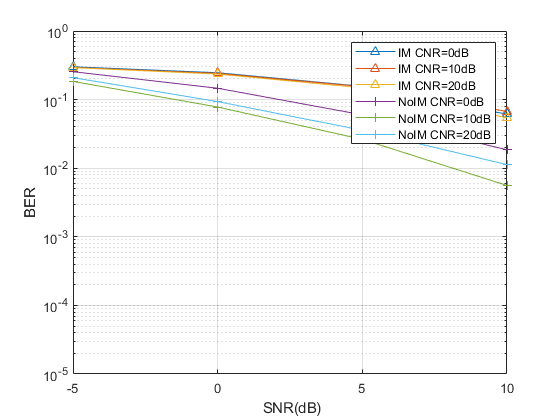 10^0
10^-1
10^-2
10^-3
10^-4
10^-5
BER
-5
0
5
10
SNR(dB)
IM CNR=0dB
IM CNR=10dB
IM CNR=20dB
NoIM CNR=0dB
NoIM CNR=10dB
NoIM CNR=20dB